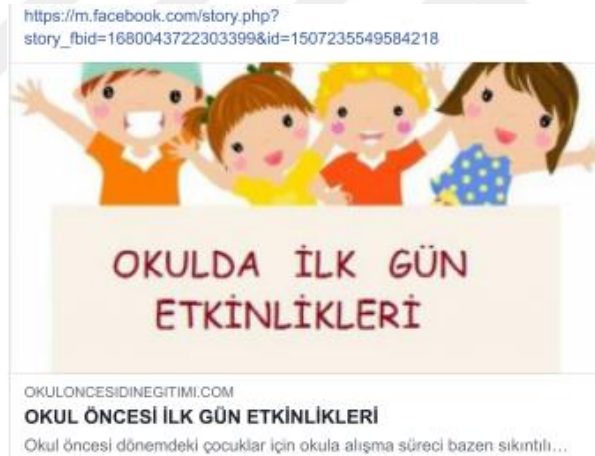 https://m.facebook.com/story.php?
story_fbid=1680043722303399&id=1507235549584218
OKULDA İLK GÜN
ETKİNLİKLERİ
OKULONCESIDINEGITIMI.COM
OKUL ÖNCESİ İLK GÜN ETKİNLİKLERİ
Okul öncesi dönemdeki çocuklar için okula alışma süreci bazen sıkıntılı...